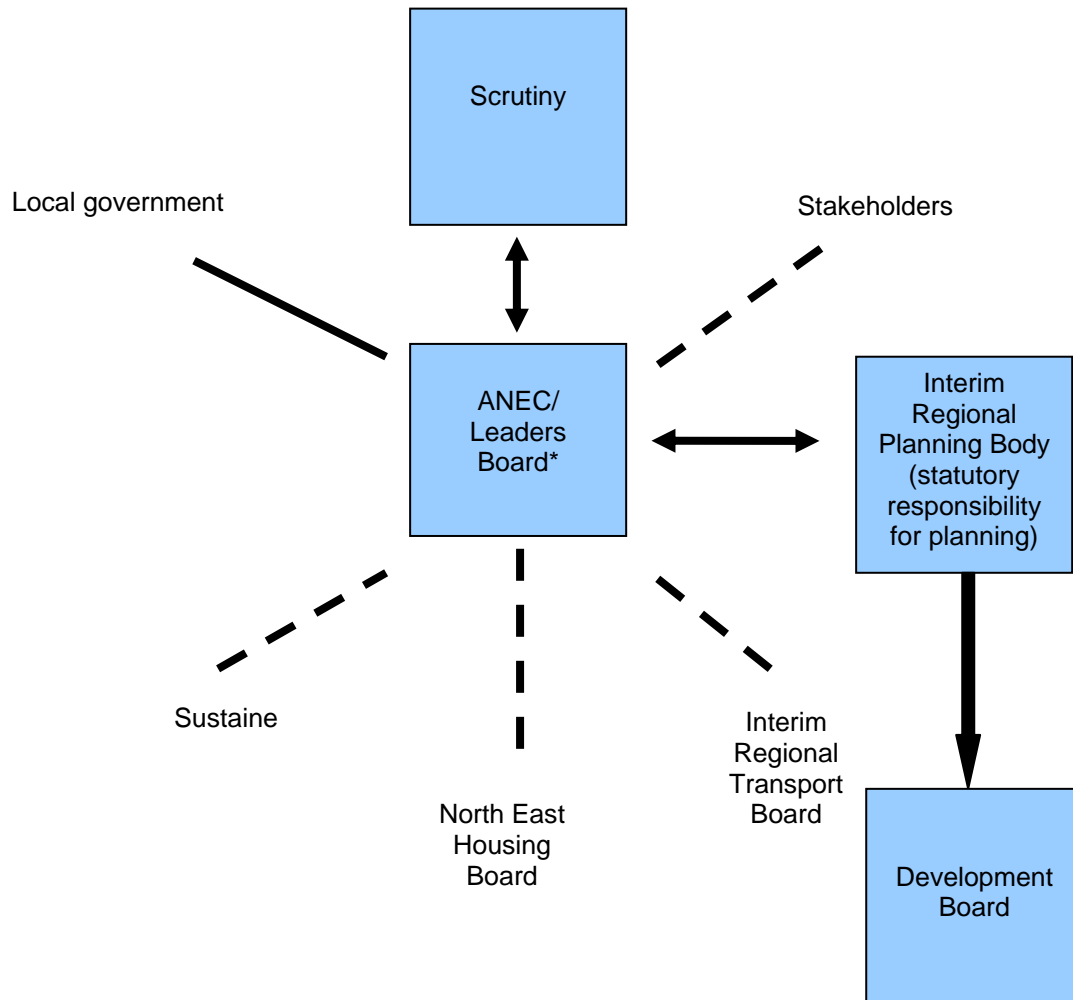 Scrutiny
Local government
Stakeholders
ANEC/
Leaders
Board*
Interim
Regional
Planning Body
(statutory
responsibility
for planning)
Sustaine
North East
Housing
Board
Interim
Regional
Transport
Board
Development
Board